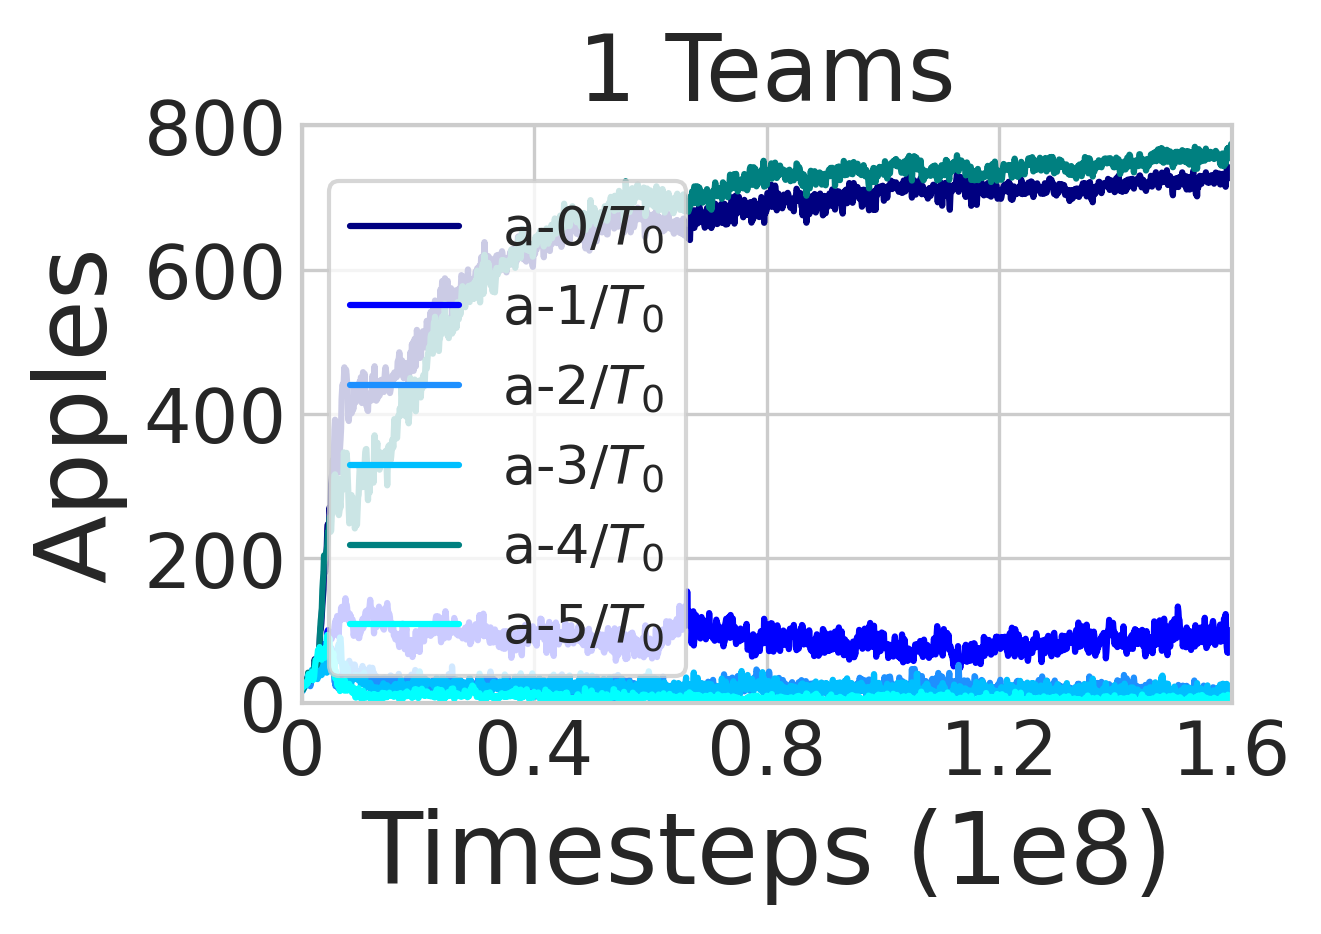 1 Teams
Apples
800
600
400
200
0
a-0/T₀
a-1/T₀
a-2/T₀
a-3/T₀
a-4/T₀
a-5/T₀
0 0.4 0.8 1.2 1.6
Timesteps (1e8)